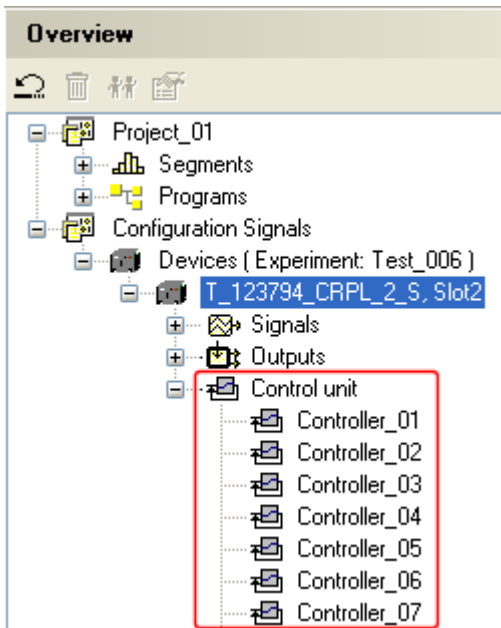 Overview
Project_01
Segments
Programs
Configuration Signals
Devices ( Experiment: Test_006 )
T_123794_CRPL_2_S, Slot2
Signals
Outputs
Control unit
Controller_01
Controller_02
Controller_03
Controller_04
Controller_05
Controller_06
Controller_07